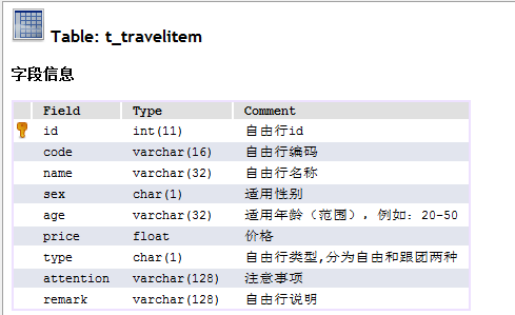 Table: t_travelitem
字段信息
Field Type Comment
id int(11) 自由行id
code varchar(16) 自由行编码
name varchar(32) 自由行名称
sex char(1) 适用性别
age varchar(32) 适用年龄（范围），例如：20-50
price float 价格
type char(1) 自由行类型,分为自由和跟团两种
attention varchar(128) 注意事项
remark varchar(128) 自由行说明